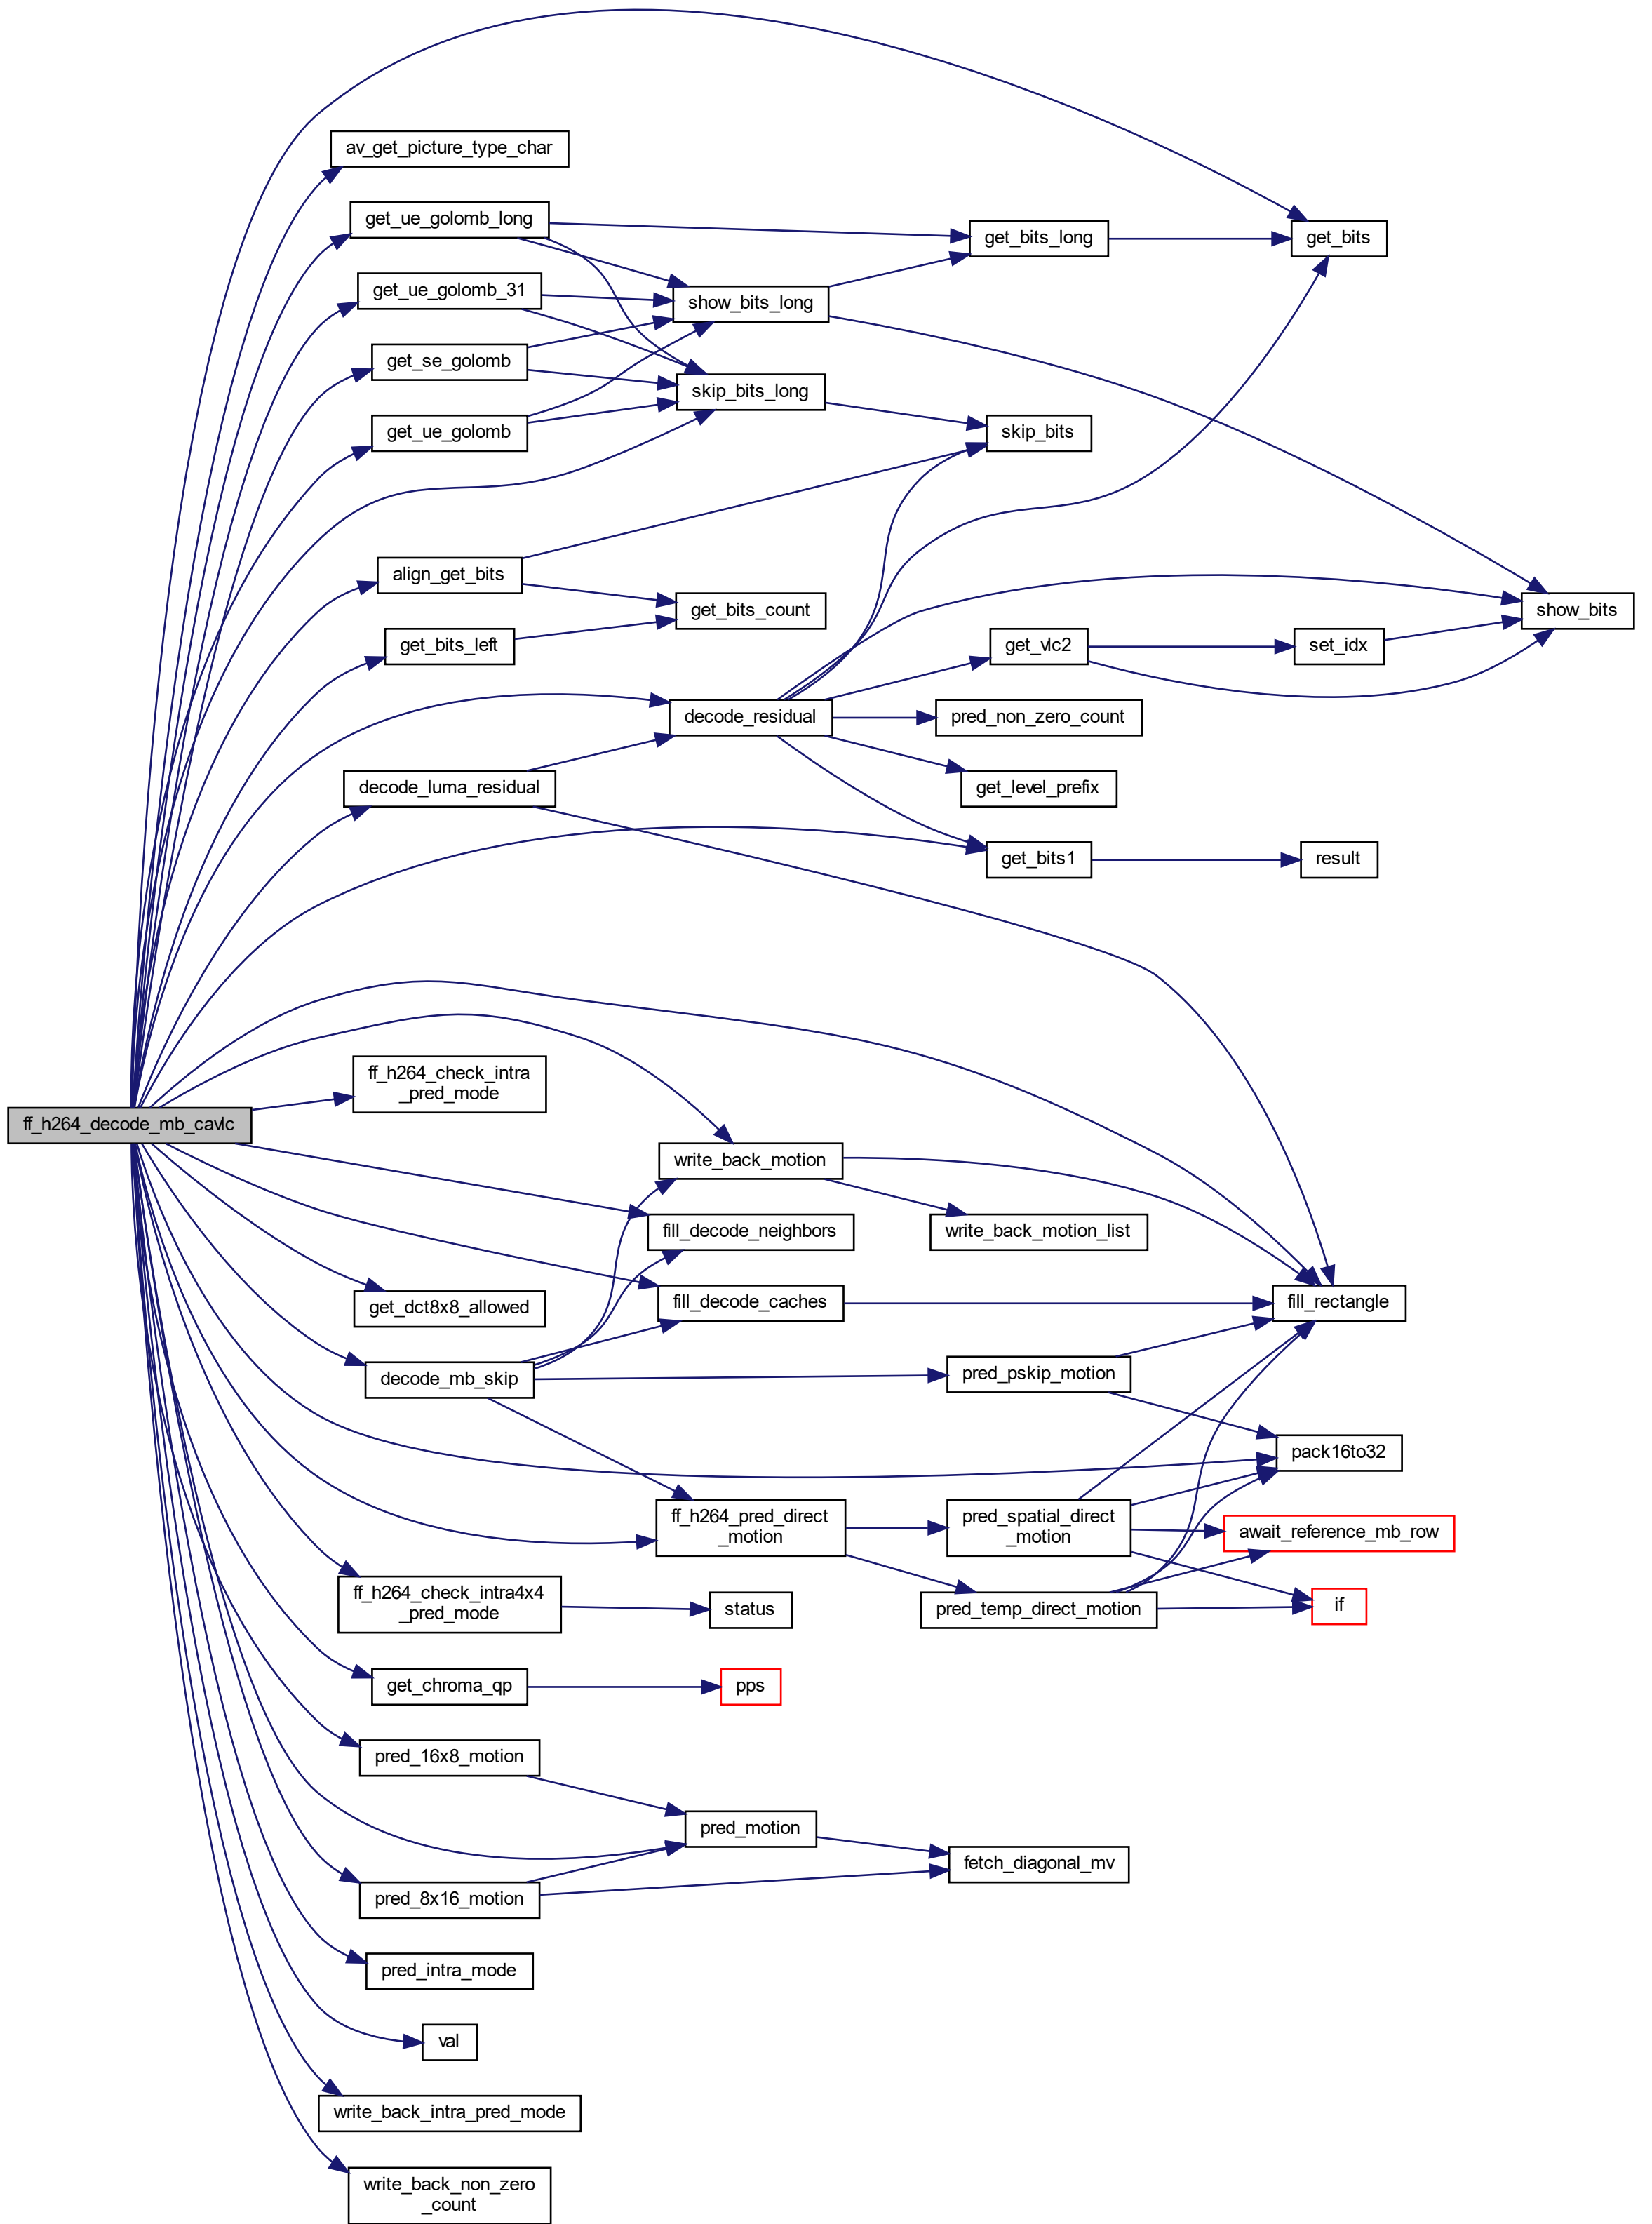 av_get_picture_type_char
get_ue_golomb_long
get_bits_long
get_bits
get_ue_golomb_31
show_bits_long
get_se_golomb
skip_bits_long
get_ue_golomb
skip_bits
align_get_bits
get_bits_count
show_bits
get_bits_left
get_vlc2
set_idx
decode_residual
pred_non_zero_count
decode_luma_residual
get_level_prefix
get_bits1
result
ff_h264_check_intra
_pred_mode
ff_h264_decode_mb_cavlc
write_back_motion
fill_decode_neighbors
write_back_motion_list
get_dct8x8_allowed
fill_decode_caches
fill_rectangle
decode_mb_skip
pred_pskip_motion
pack16to32
ff_h264_pred_direct
_motion
pred_spatial_direct
_motion
await_reference_mb_row
ff_h264_check_intra4x4
_pred_mode
status
pred_temp_direct_motion
if
get_chroma_qp
pps
pred_16x8_motion
pred_motion
fetch_diagonal_mv
pred_8x16_motion
pred_intra_mode
val
write_back_intra_pred_mode
write_back_non_zero
_count